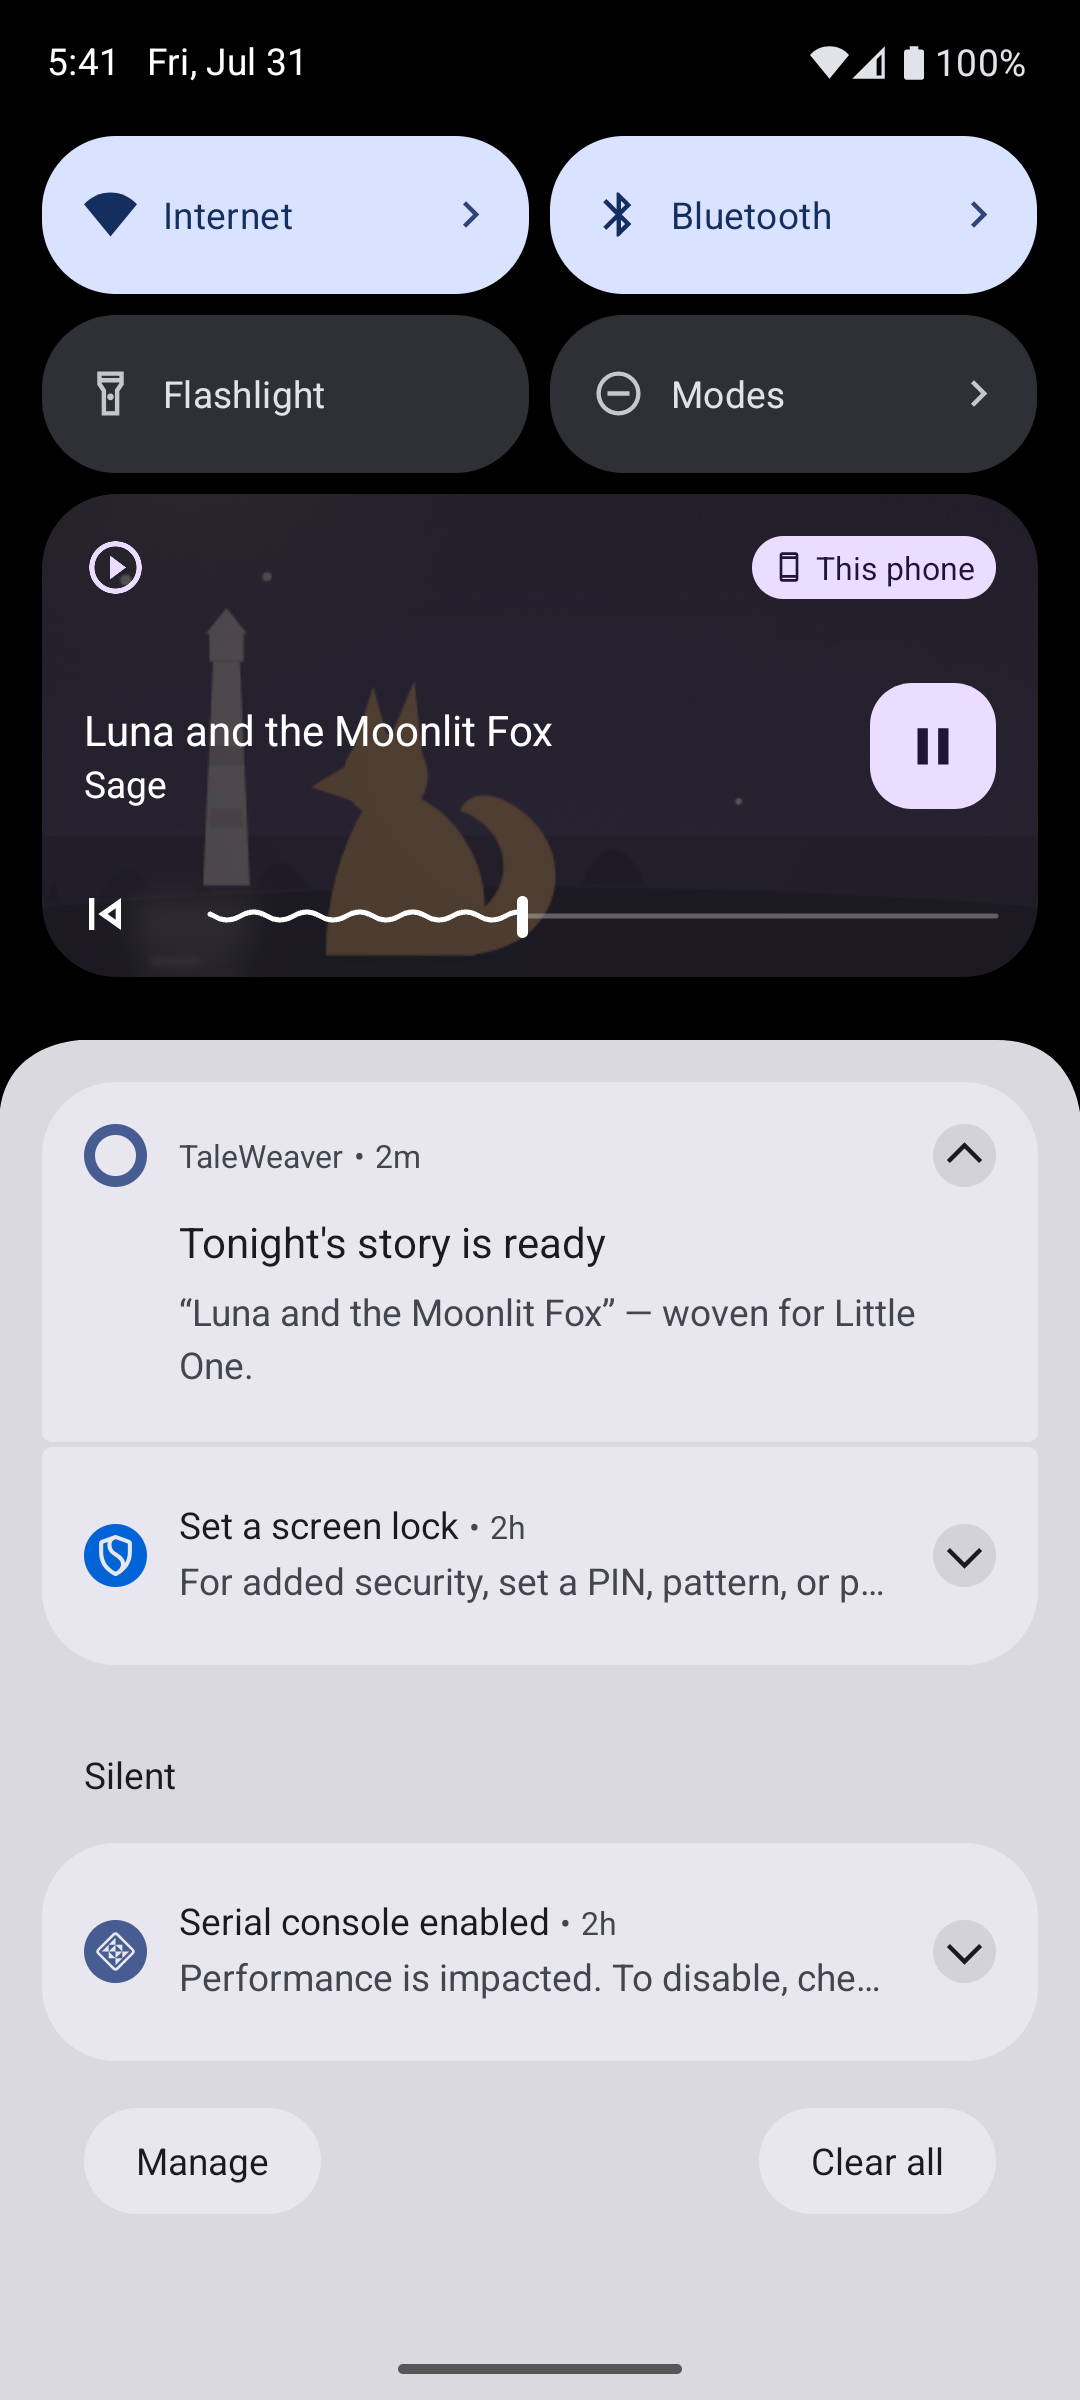 5:41 Fri, Jul 31 100%
Internet Bluetooth
Flashlight Modes
This phone
Luna and the Moonlit Fox
Sage
TaleWeaver • 2m
Tonight's story is ready
“Luna and the Moonlit Fox” — woven for Little
One.
Set a screen lock • 2h
For added security, set a PIN, pattern, or p…
Silent
Serial console enabled • 2h
Performance is impacted. To disable, che…
Manage Clear all